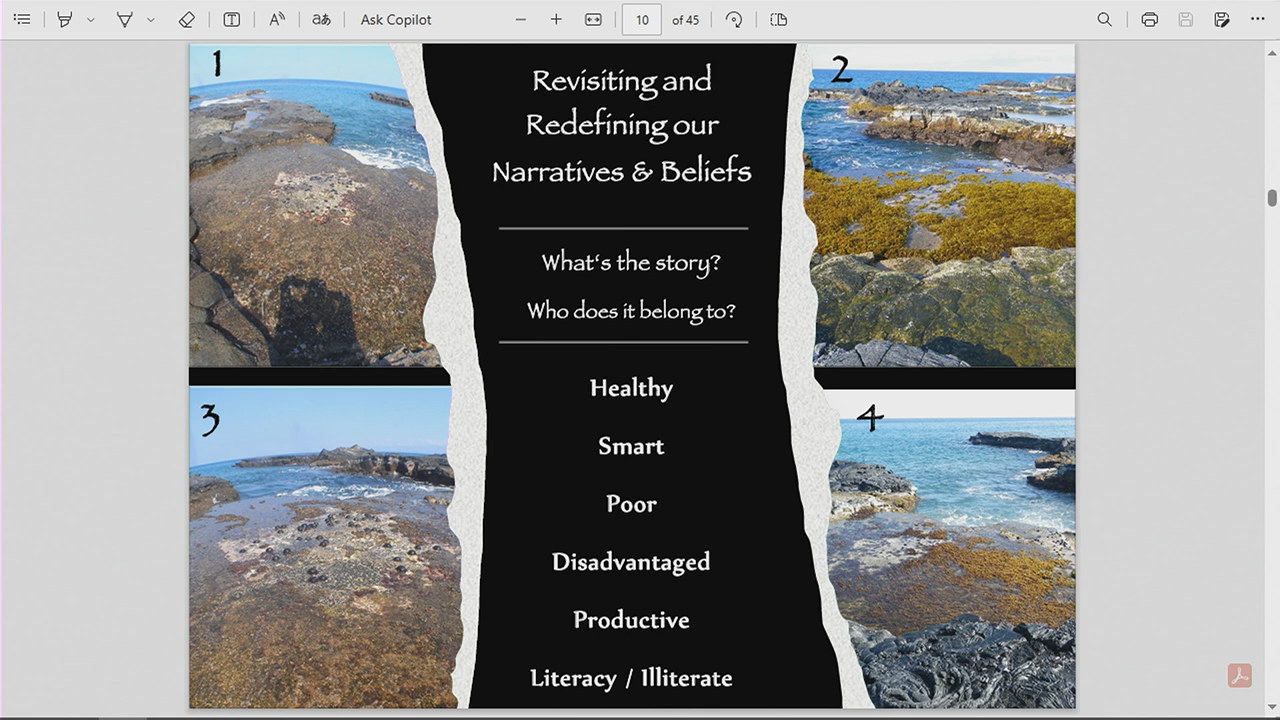 Ask Copilot
10 of 45
1
2
Revisiting and
Redefining our
Narratives & Beliefs
What's the story?
Who does it belong to?
3
4
Healthy
Smart
Poor
Disadvantaged
Productive
Literacy / Illiterate